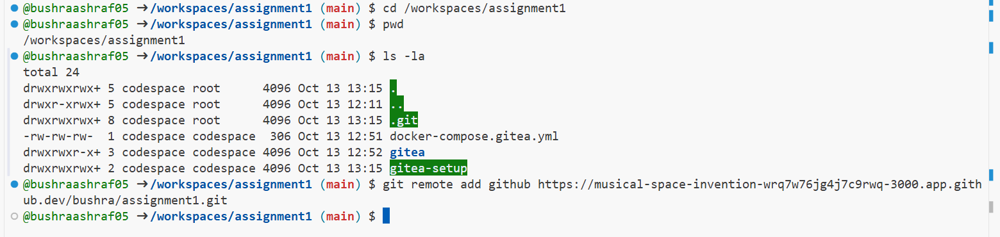 @bushraashraf05 ➜/workspaces/assignment1 (main) $ cd /workspaces/assignment1
@bushraashraf05 ➜/workspaces/assignment1 (main) $ pwd
/workspaces/assignment1
@bushraashraf05 ➜/workspaces/assignment1 (main) $ ls -la
total 24
drwxrwxrwx+ 5 codespace root      4096 Oct 13 13:15 .
drwxr-xrwx+ 5 codespace root      4096 Oct 13 12:11 ..
drwxrwxrwx+ 8 codespace root      4096 Oct 13 13:15 .git
-rw-rw-rw-  1 codespace codespace  306 Oct 13 12:51 docker-compose.gitea.yml
drwxrwxr-x+ 3 codespace codespace 4096 Oct 13 12:52 gitea
drwxrwxrwx+ 2 codespace codespace 4096 Oct 13 13:15 gitea-setup
@bushraashraf05 ➜/workspaces/assignment1 (main) $ git remote add github https://musical-space-invention-wrq7w76jg4j7c9rwq-3000.app.gith
ub.dev/bushra/assignment1.git
@bushraashraf05 ➜/workspaces/assignment1 (main) $